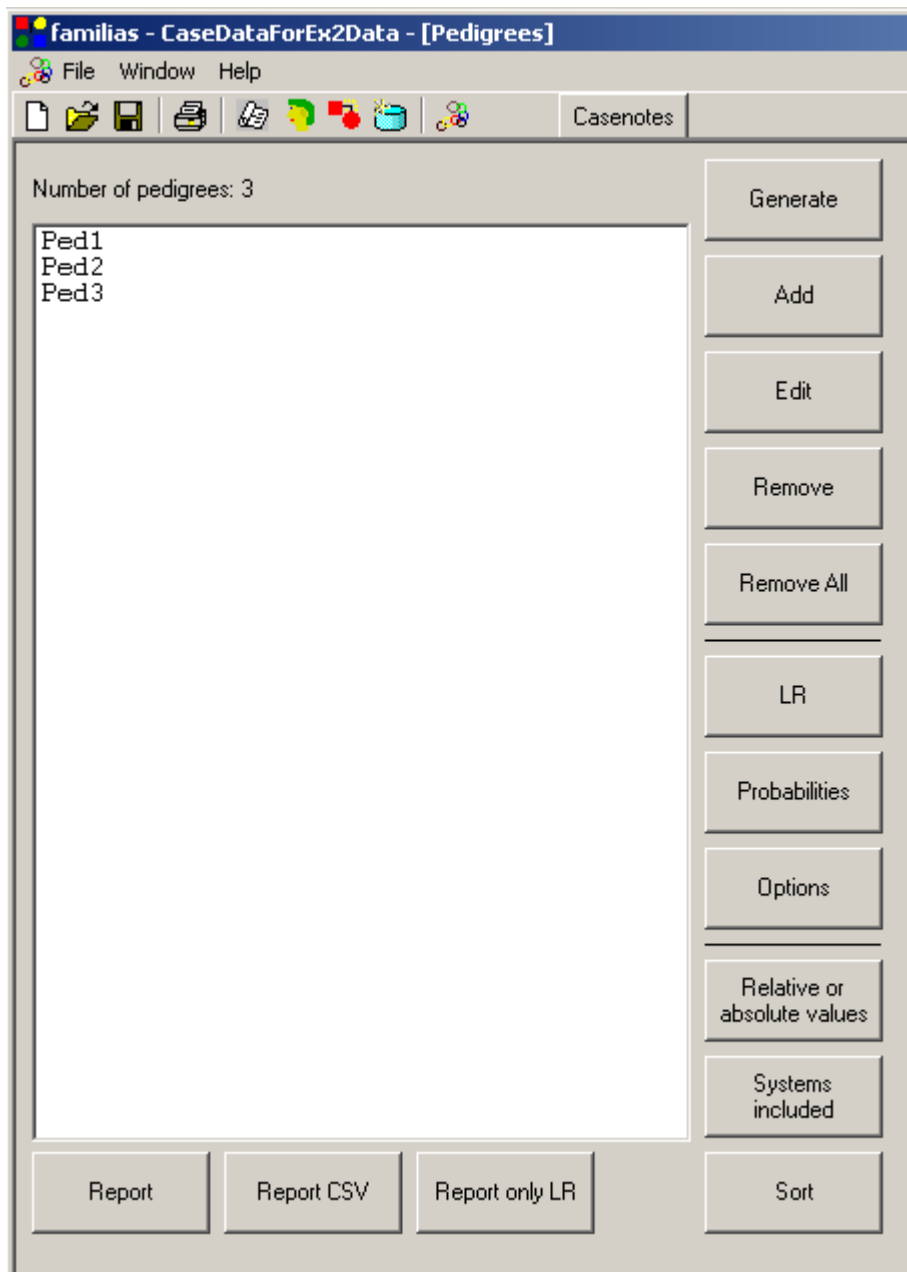 familias - CaseDataForEx2Data - [Pedigrees]
File Window Help
Casenotes
Number of pedigrees: 3
Ped1
Ped2
Ped3
Generate
Add
Edit
Remove
Remove All
LR
Probabilities
Options
Relative or
absolute values
Systems
included
Report
Report CSV
Report only LR
Sort